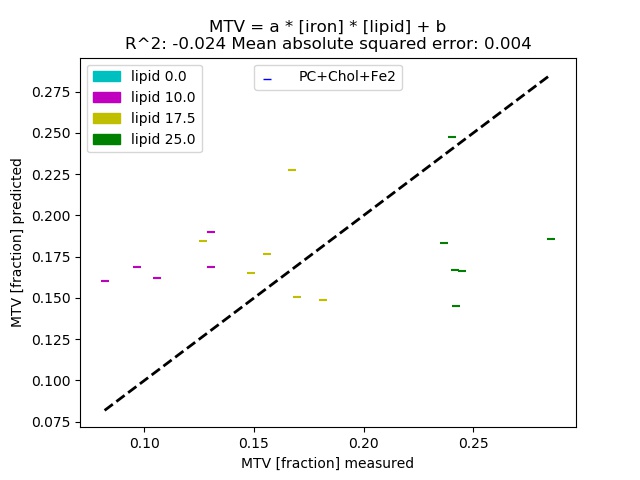 MTV = a * [iron] * [lipid] + b
R^2: -0.024 Mean absolute squared error: 0.004
lipid 0.0
lipid 10.0
lipid 17.5
lipid 25.0
PC+Chol+Fe2
MTV [fraction] predicted
0.275
0.250
0.225
0.200
0.175
0.150
0.125
0.100
0.075
0.10 0.15 0.20 0.25
MTV [fraction] measured